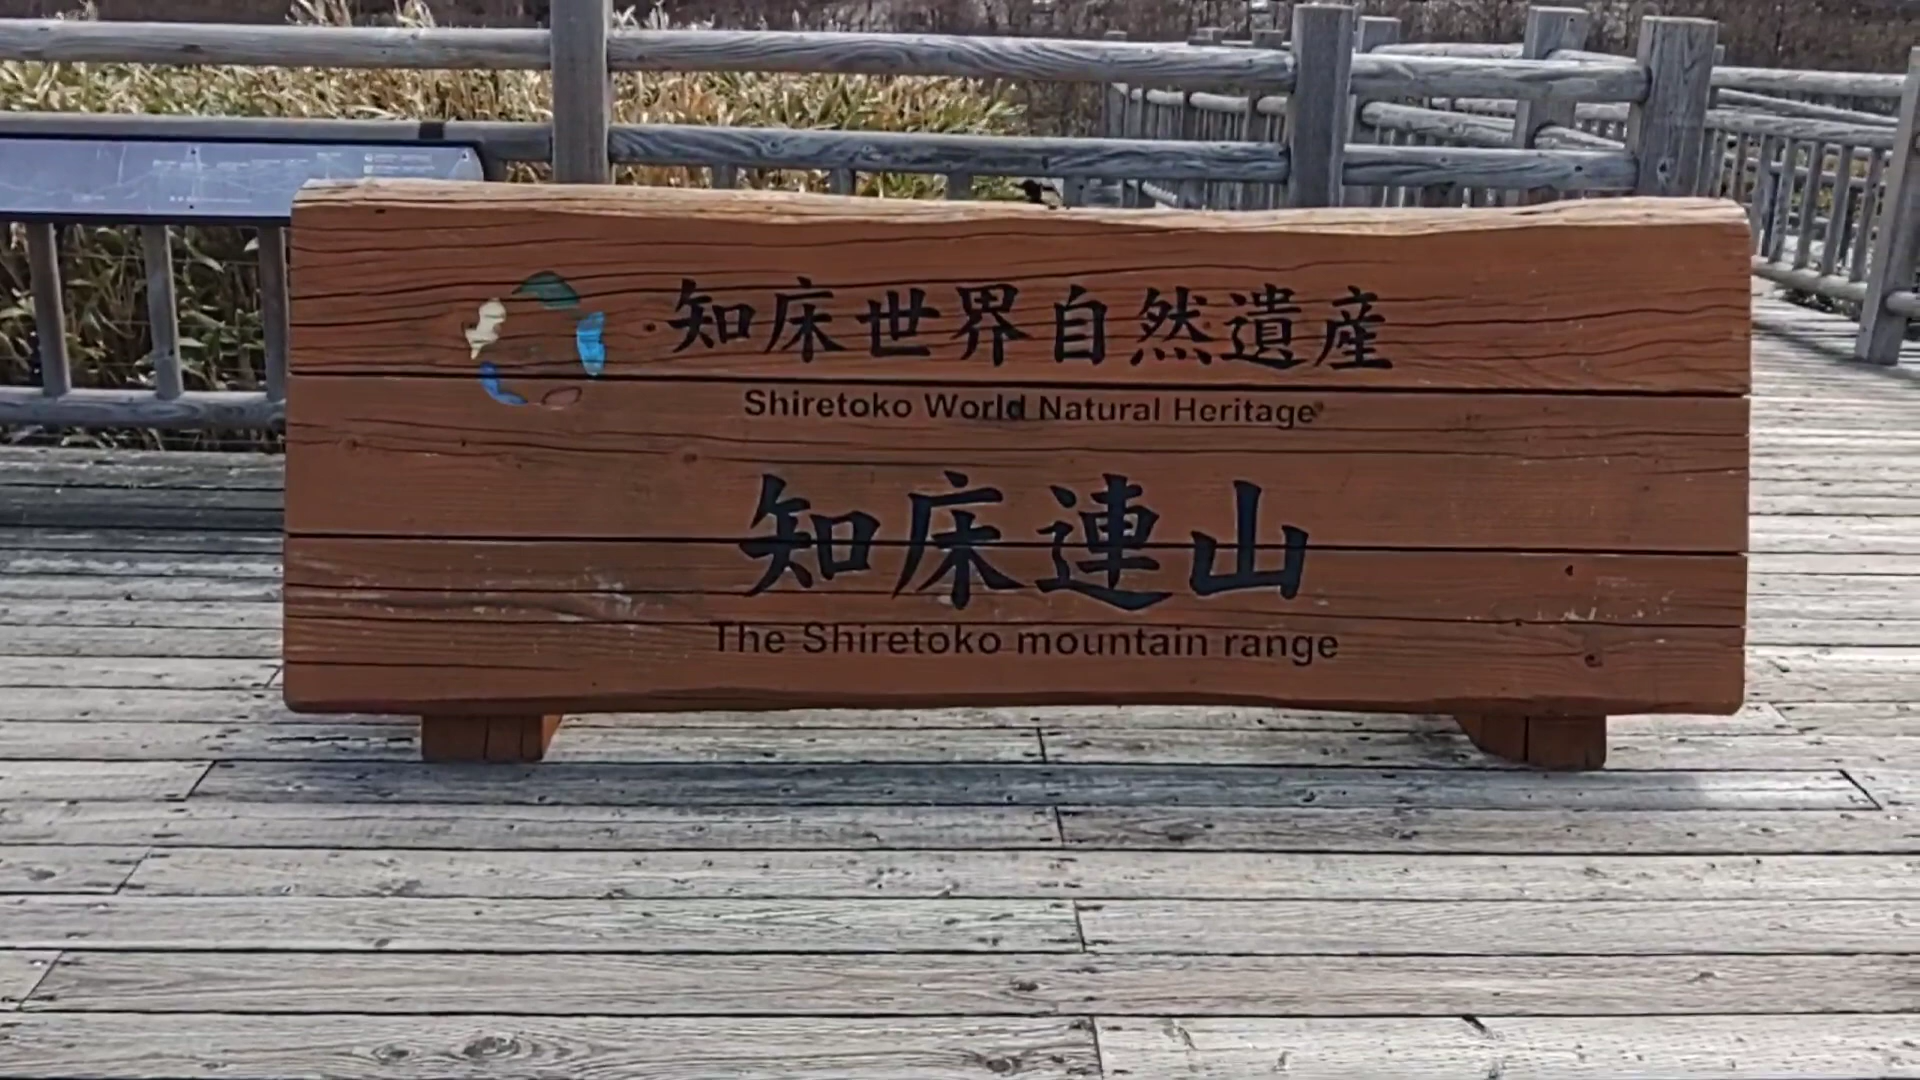 知床世界自然遺産
Shiretoko World Natural Heritage
知床連山
The Shiretoko mountain range